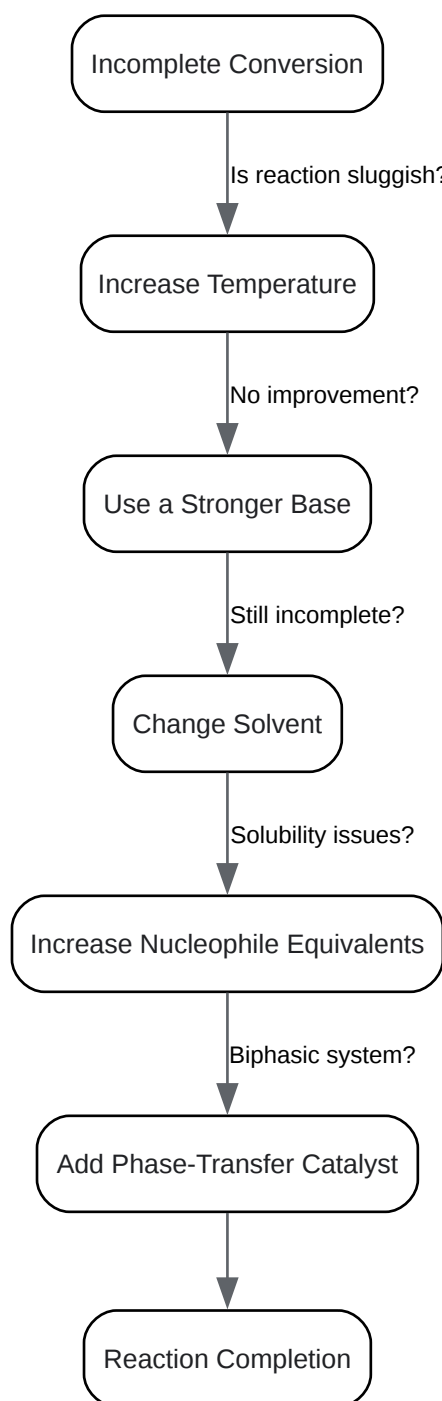 Incomplete Conversion
Is reaction sluggish?
Increase Temperature
No improvement?
Use a Stronger Base
Still incomplete?
Change Solvent
Solubility issues?
Increase Nucleophile Equivalents
Biphasic system?
Add Phase-Transfer Catalyst
Reaction Completion